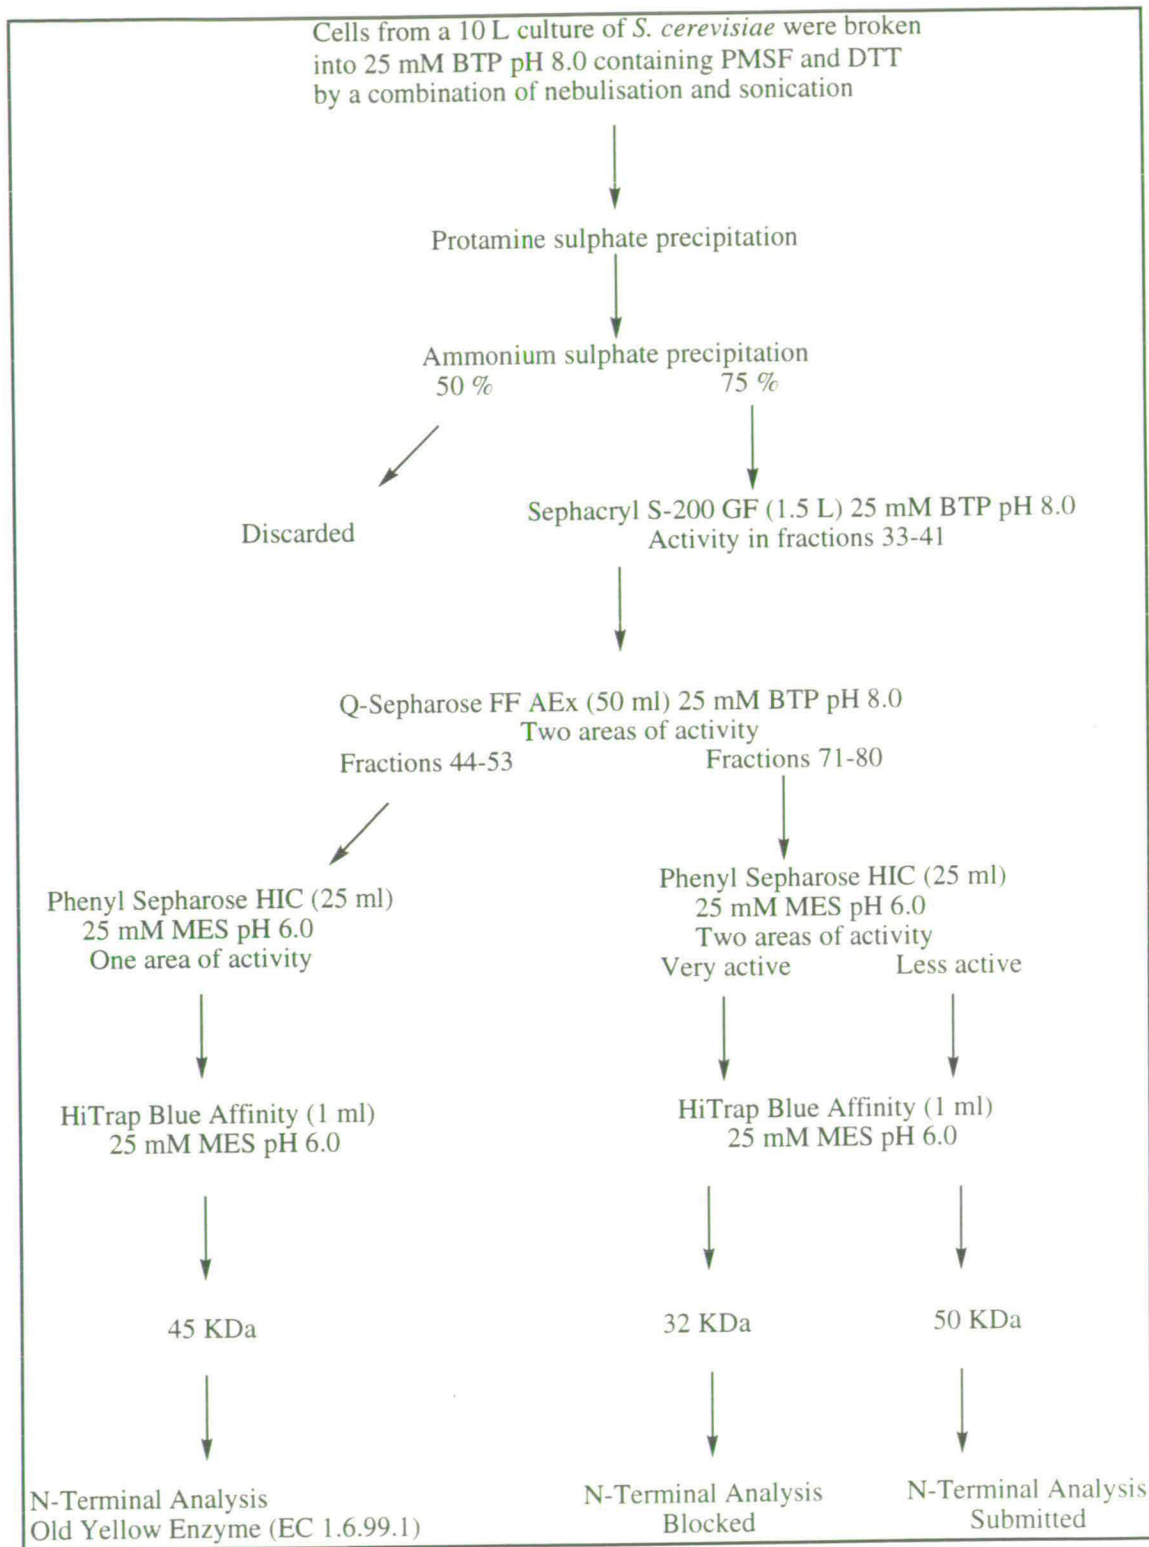 Cells from a 10 L culture of S. cerevisiae were broken
into 25 mM BTP pH 8.0 containing PMSF and DTT
by a combination of nebulisation and sonication
Protamine sulphate precipitation
Ammonium sulphate precipitation
50 % 75 %
Discarded
Sephacryl S-200 GF (1.5 L) 25 mM BTP pH 8.0
Activity in fractions 33-41
Q-Sepharose FF AEx (50 ml) 25 mM BTP pH 8.0
Two areas of activity
Fractions 44-53 Fractions 71-80
Phenyl Sepharose HIC (25 ml)
25 mM MES pH 6.0
One area of activity
Phenyl Sepharose HIC (25 ml)
25 mM MES pH 6.0
Two areas of activity
Very active Less active
HiTrap Blue Affinity (1 ml)
25 mM MES pH 6.0
HiTrap Blue Affinity (1 ml)
25 mM MES pH 6.0
45 KDa
32 KDa
50 KDa
N-Terminal Analysis
Old Yellow Enzyme (EC 1.6.99.1)
N-Terminal Analysis
Blocked
N-Terminal Analysis
Submitted